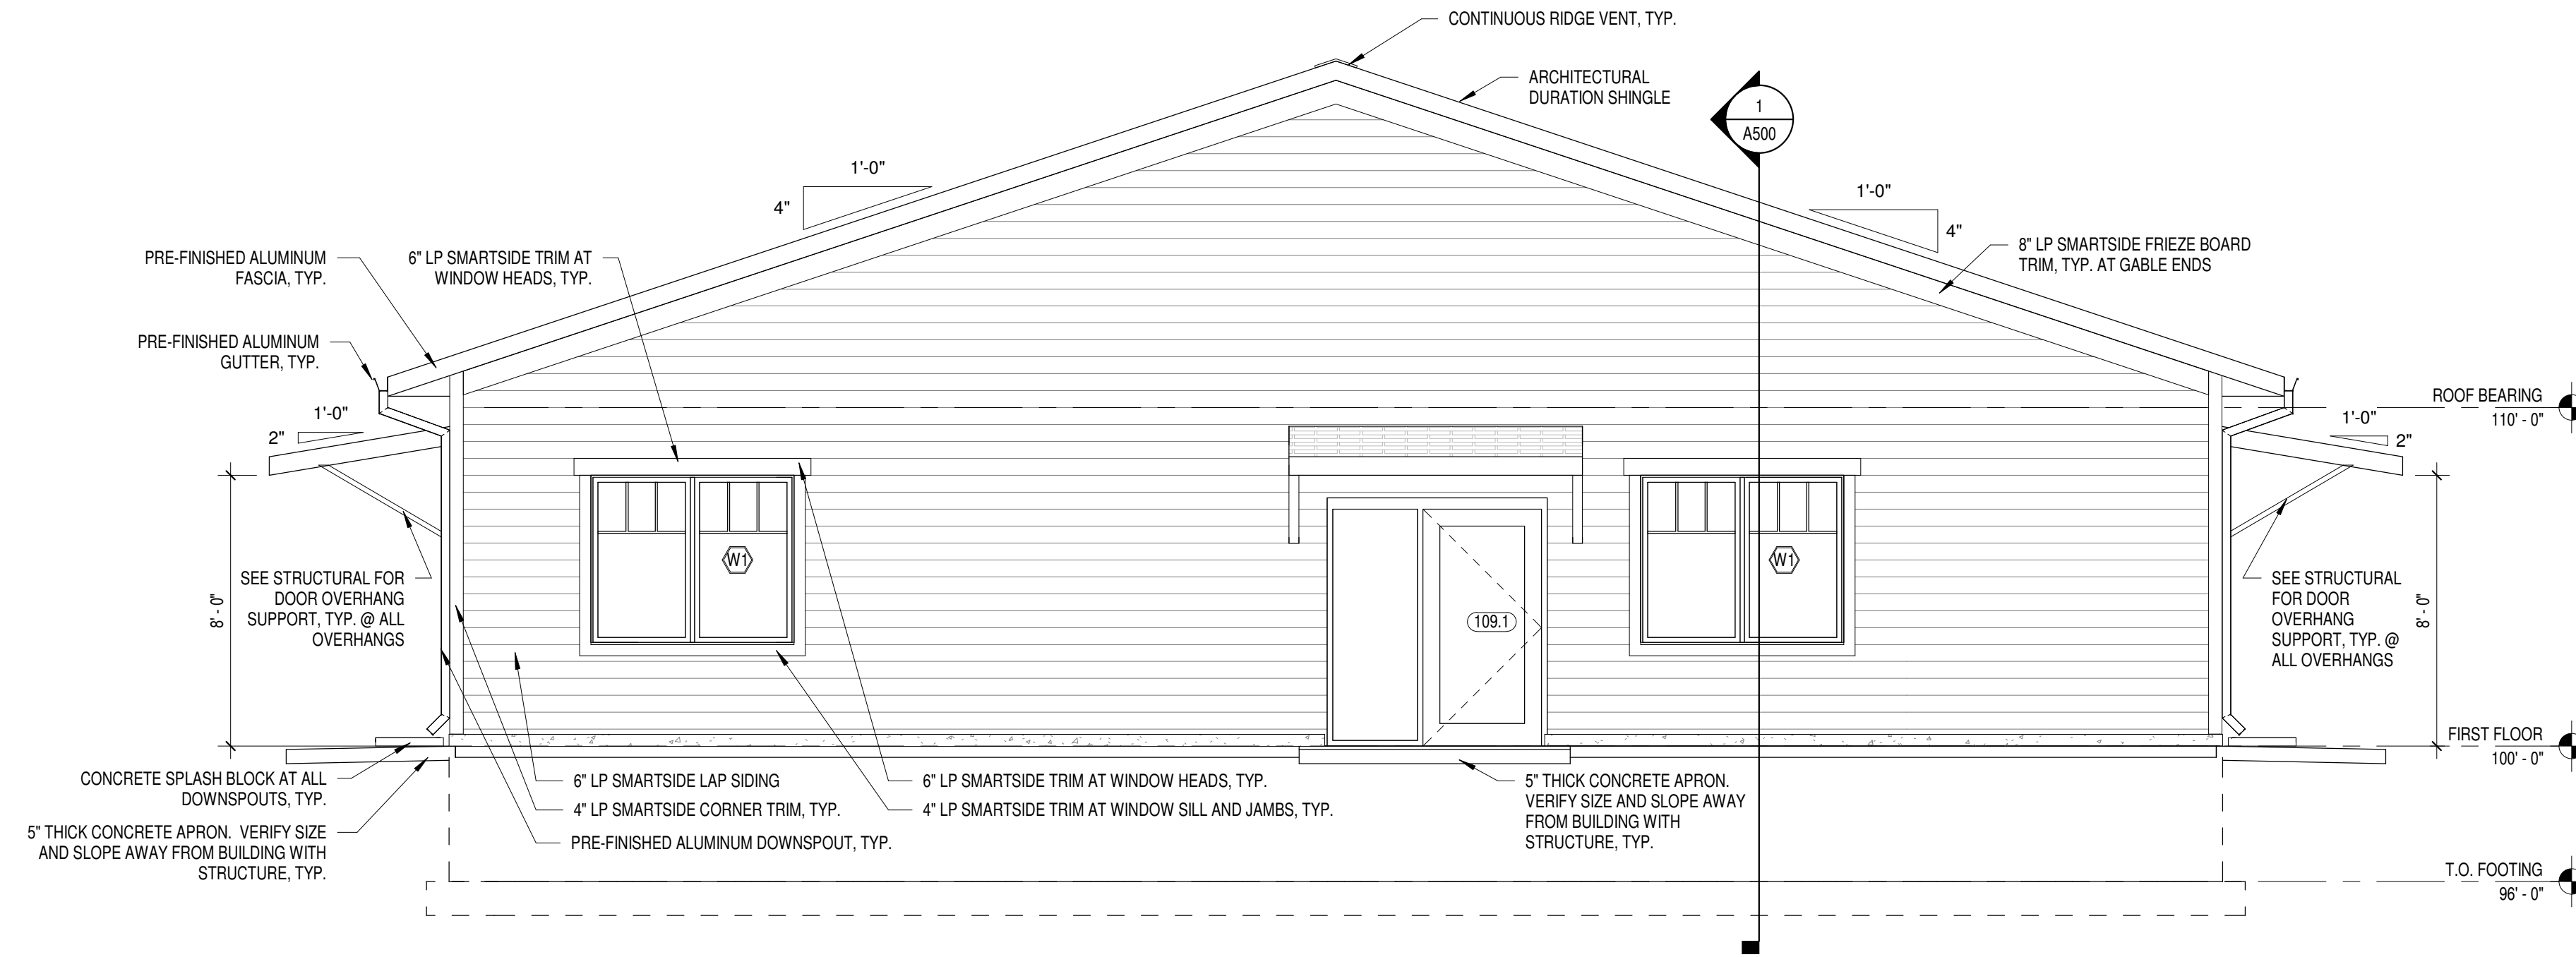 CONTINUOUS RIDGE VENT, TYP.
ARCHITECTURAL
DURATION SHINGLE
1
A500
1'-0"
4"
1'-0"
4"
8" LP SMARTSIDE FRIEZE BOARD
TRIM, TYP. AT GABLE ENDS
PRE-FINISHED ALUMINUM
FASCIA, TYP.
6" LP SMARTSIDE TRIM AT
WINDOW HEADS, TYP.
PRE-FINISHED ALUMINUM
GUTTER, TYP.
1'-0"
2"
ROOF BEARING
110' - 0"
1'-0"
2"
W1
W1
109.1
SEE STRUCTURAL FOR
DOOR OVERHANG
SUPPORT, TYP. @ ALL
OVERHANGS
8' - 0"
SEE STRUCTURAL
FOR DOOR
OVERHANG
SUPPORT, TYP. @
ALL OVERHANGS
8' - 0"
FIRST FLOOR
100' - 0"
CONCRETE SPLASH BLOCK AT ALL
DOWNSPOUTS, TYP.
5" THICK CONCRETE APRON. VERIFY SIZE
AND SLOPE AWAY FROM BUILDING WITH
STRUCTURE, TYP.
6" LP SMARTSIDE LAP SIDING
4" LP SMARTSIDE CORNER TRIM, TYP.
PRE-FINISHED ALUMINUM DOWNSPOUT, TYP.
6" LP SMARTSIDE TRIM AT WINDOW HEADS, TYP.
4" LP SMARTSIDE TRIM AT WINDOW SILL AND JAMBS, TYP.
5" THICK CONCRETE APRON.
VERIFY SIZE AND SLOPE AWAY
FROM BUILDING WITH
STRUCTURE, TYP.
T.O. FOOTING
96' - 0"